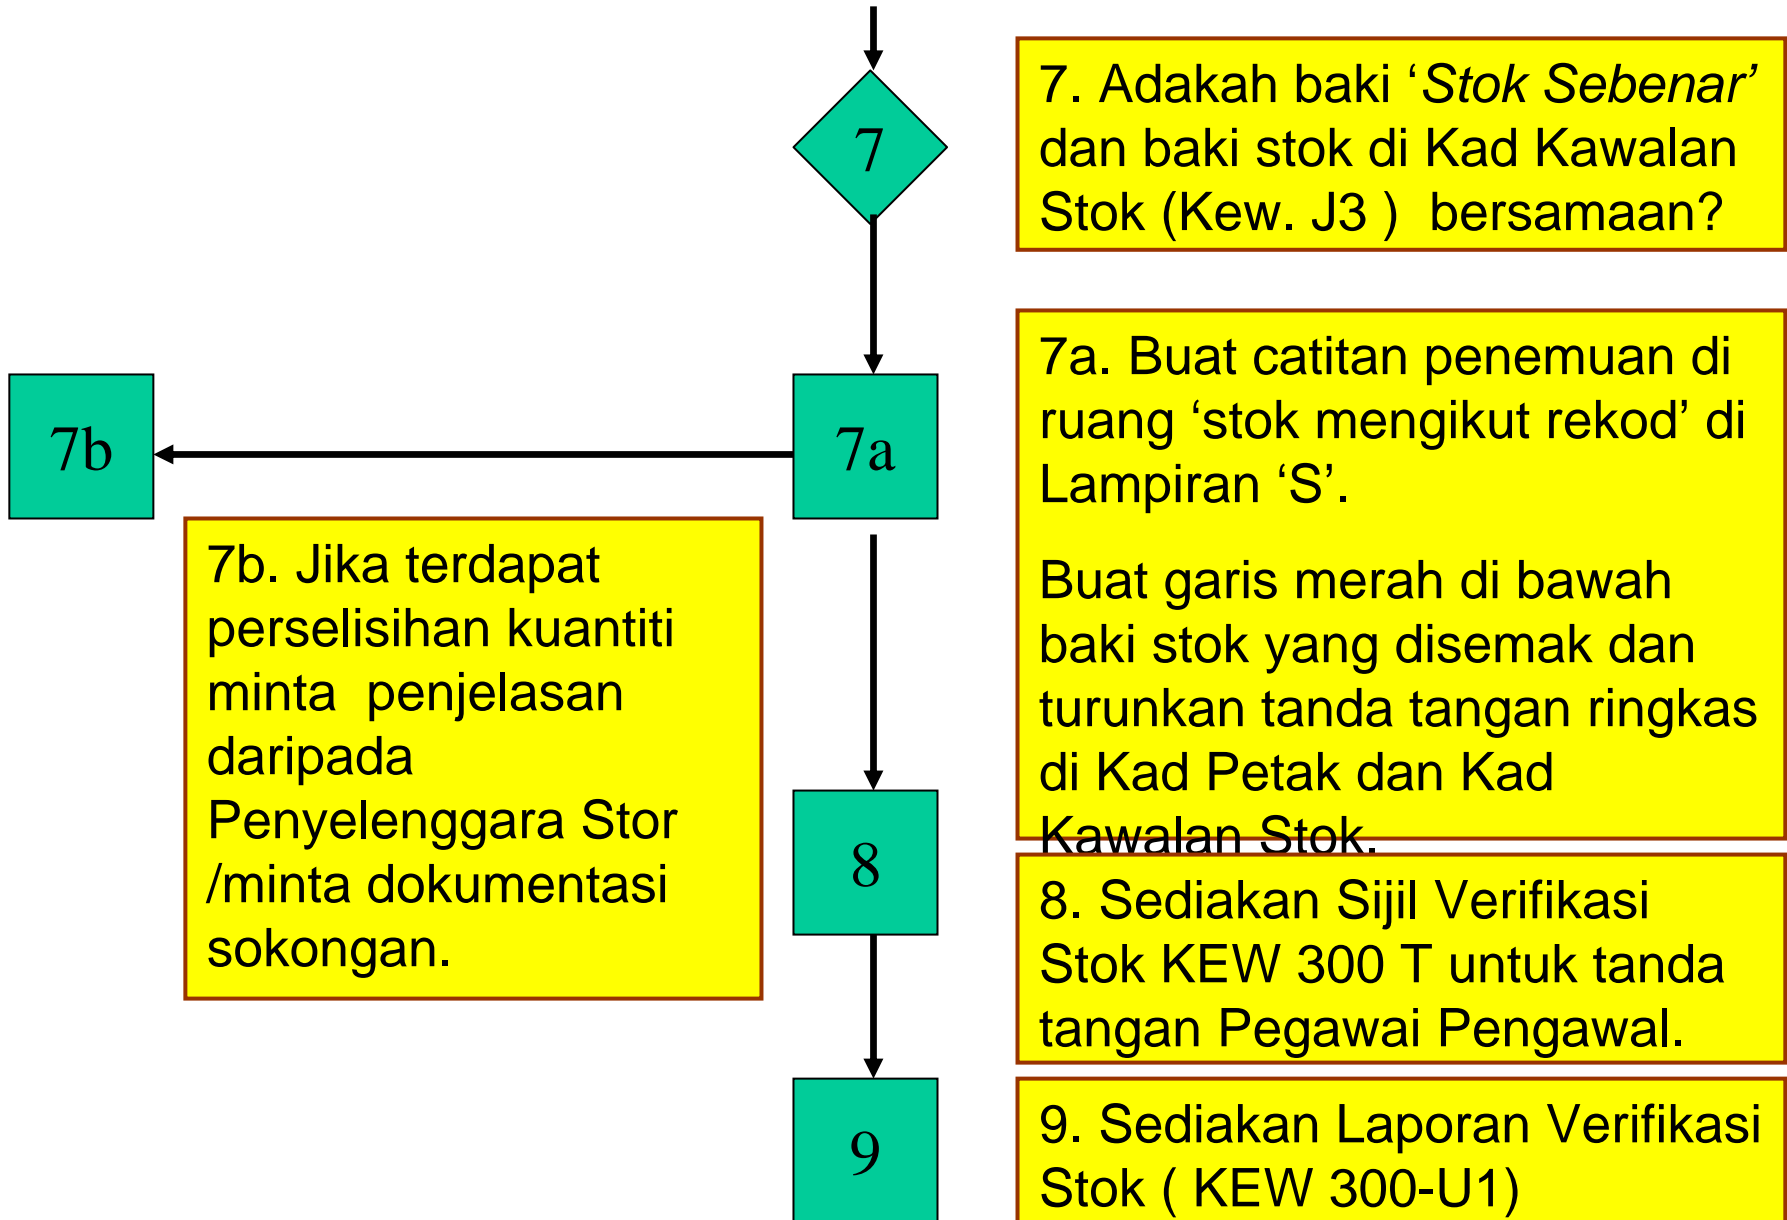 7
7. Adakah baki ‘Stok Sebenar’
dan baki stok di Kad Kawalan
Stok (Kew. J3 ) bersamaan?
7b
7a
7a. Buat catitan penemuan di
ruang ‘stok mengikut rekod’ di
Lampiran ‘S’.
Buat garis merah di bawah
baki stok yang disemak dan
turunkan tanda tangan ringkas
di Kad Petak dan Kad
Kawalan Stok.
7b. Jika terdapat
perselisihan kuantiti
minta penjelasan
daripada
Penyelenggara Stor
/minta dokumentasi
sokongan.
8
8. Sediakan Sijil Verifikasi
Stok KEW 300 T untuk tanda
tangan Pegawai Pengawal.
9
9. Sediakan Laporan Verifikasi
Stok ( KEW 300-U1)